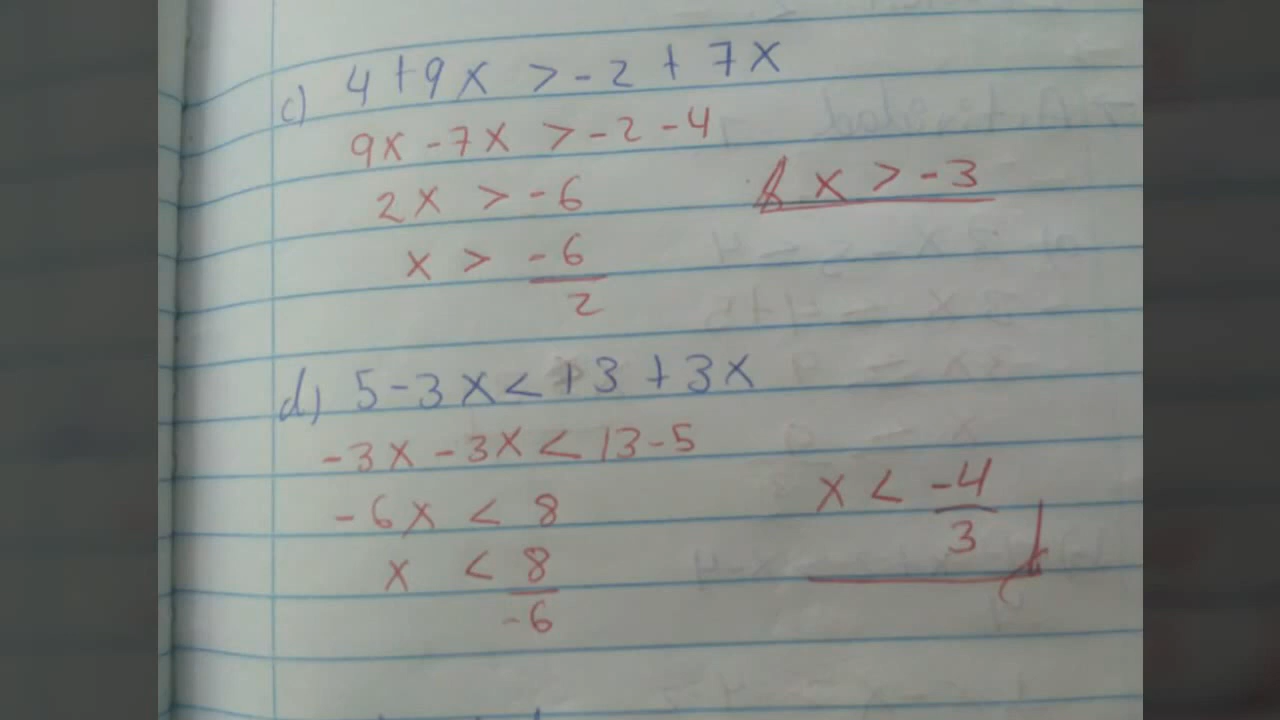 c) 4+9x > -2 + 7x
9x -7x > -2 -4
2x > -6
x > -3
x > -6/2
d) 5-3x < 13 + 3x
-3x -3x < 13-5
-6x < 8
x < -4/3
x < 8/-6